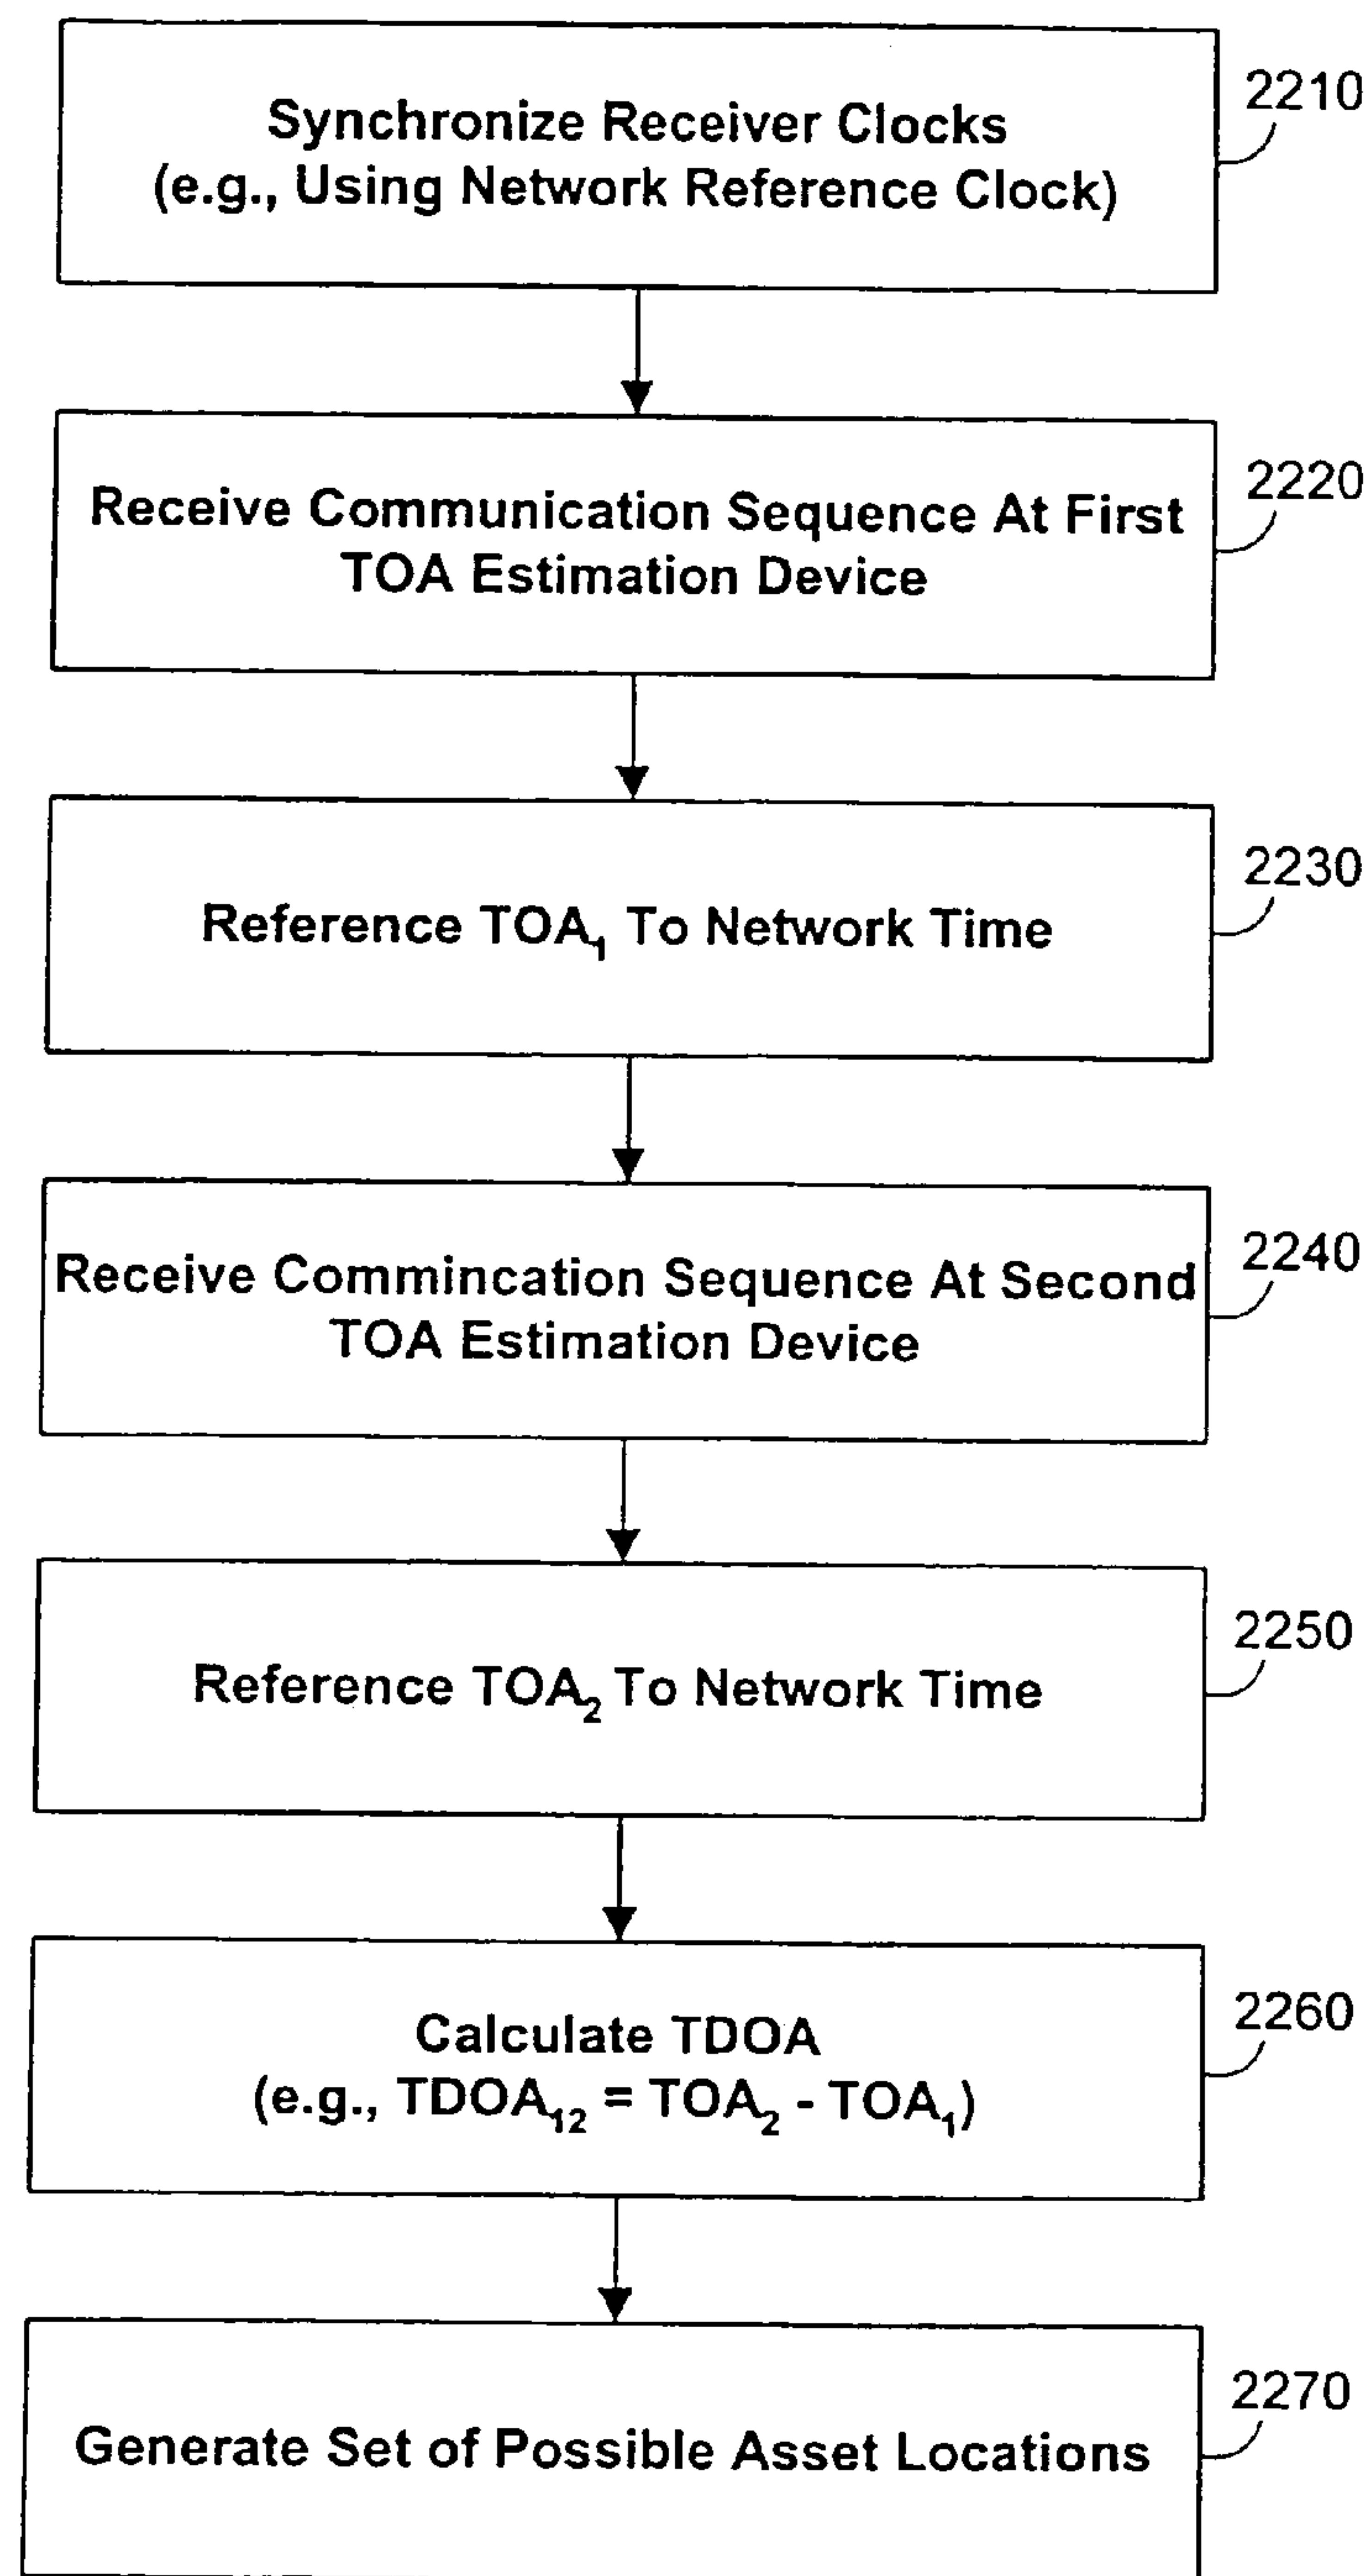 Synchronize Receiver Clocks
(e.g., Using Network Reference Clock)
2210
Receive Communication Sequence At First
TOA Estimation Device
2220
Reference TOA₁ To Network Time
2230
Receive Commincation Sequence At Second
TOA Estimation Device
2240
Reference TOA₂ To Network Time
2250
Calculate TDOA
(e.g., TDOA₁₂ = TOA₂ - TOA₁)
2260
Generate Set of Possible Asset Locations
2270